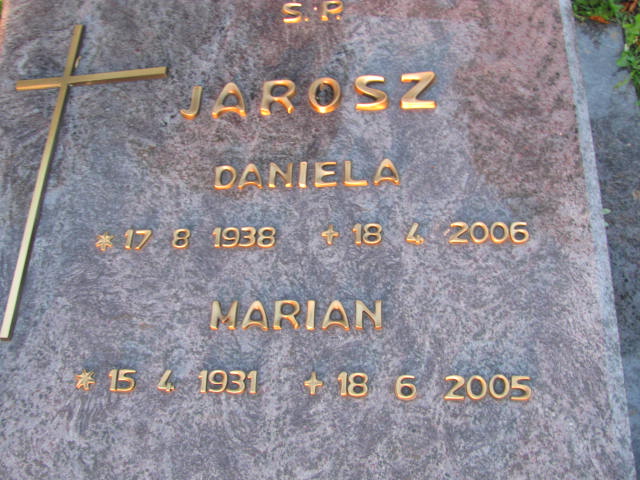 S.P.
JAROSZ
DANIELA
* 17 8 1938 + 18 4 2006
MARIAN
* 15 4 1931 + 18 6 2005